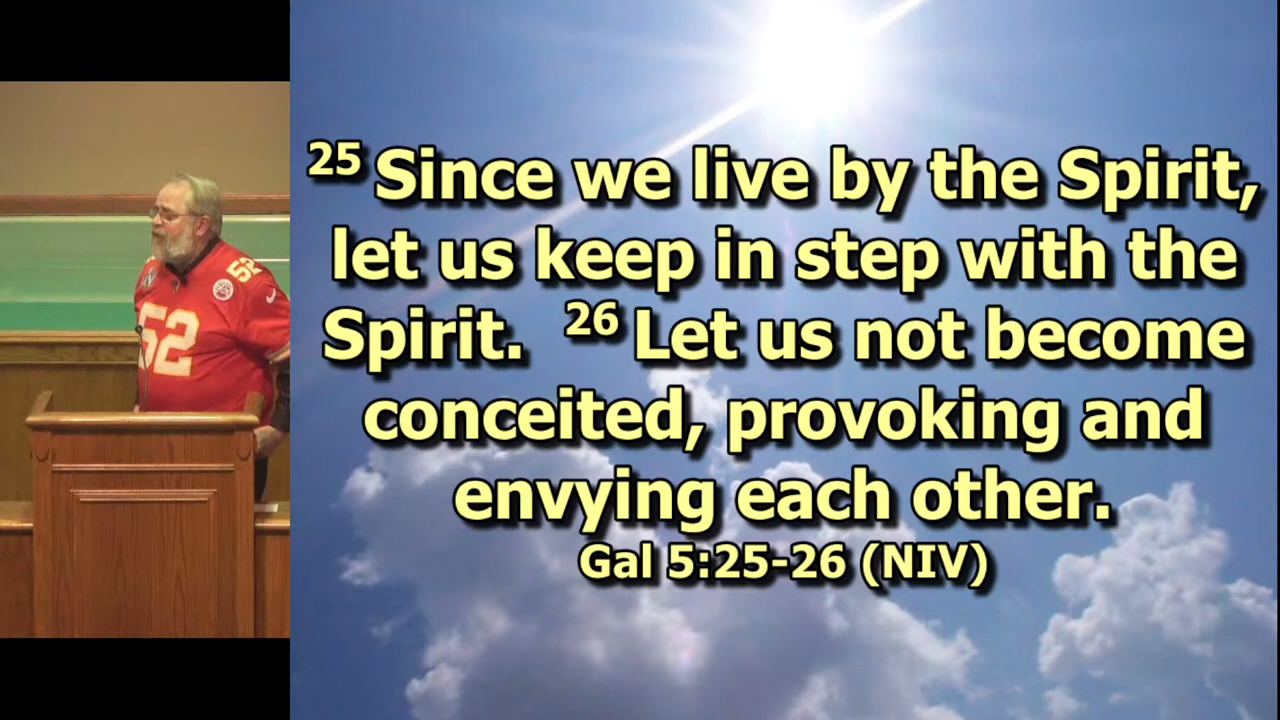 25 Since we live by the Spirit,
let us keep in step with the
Spirit. 26 Let us not become
conceited, provoking and
envying each other.
Gal 5:25-26 (NIV)
52
52